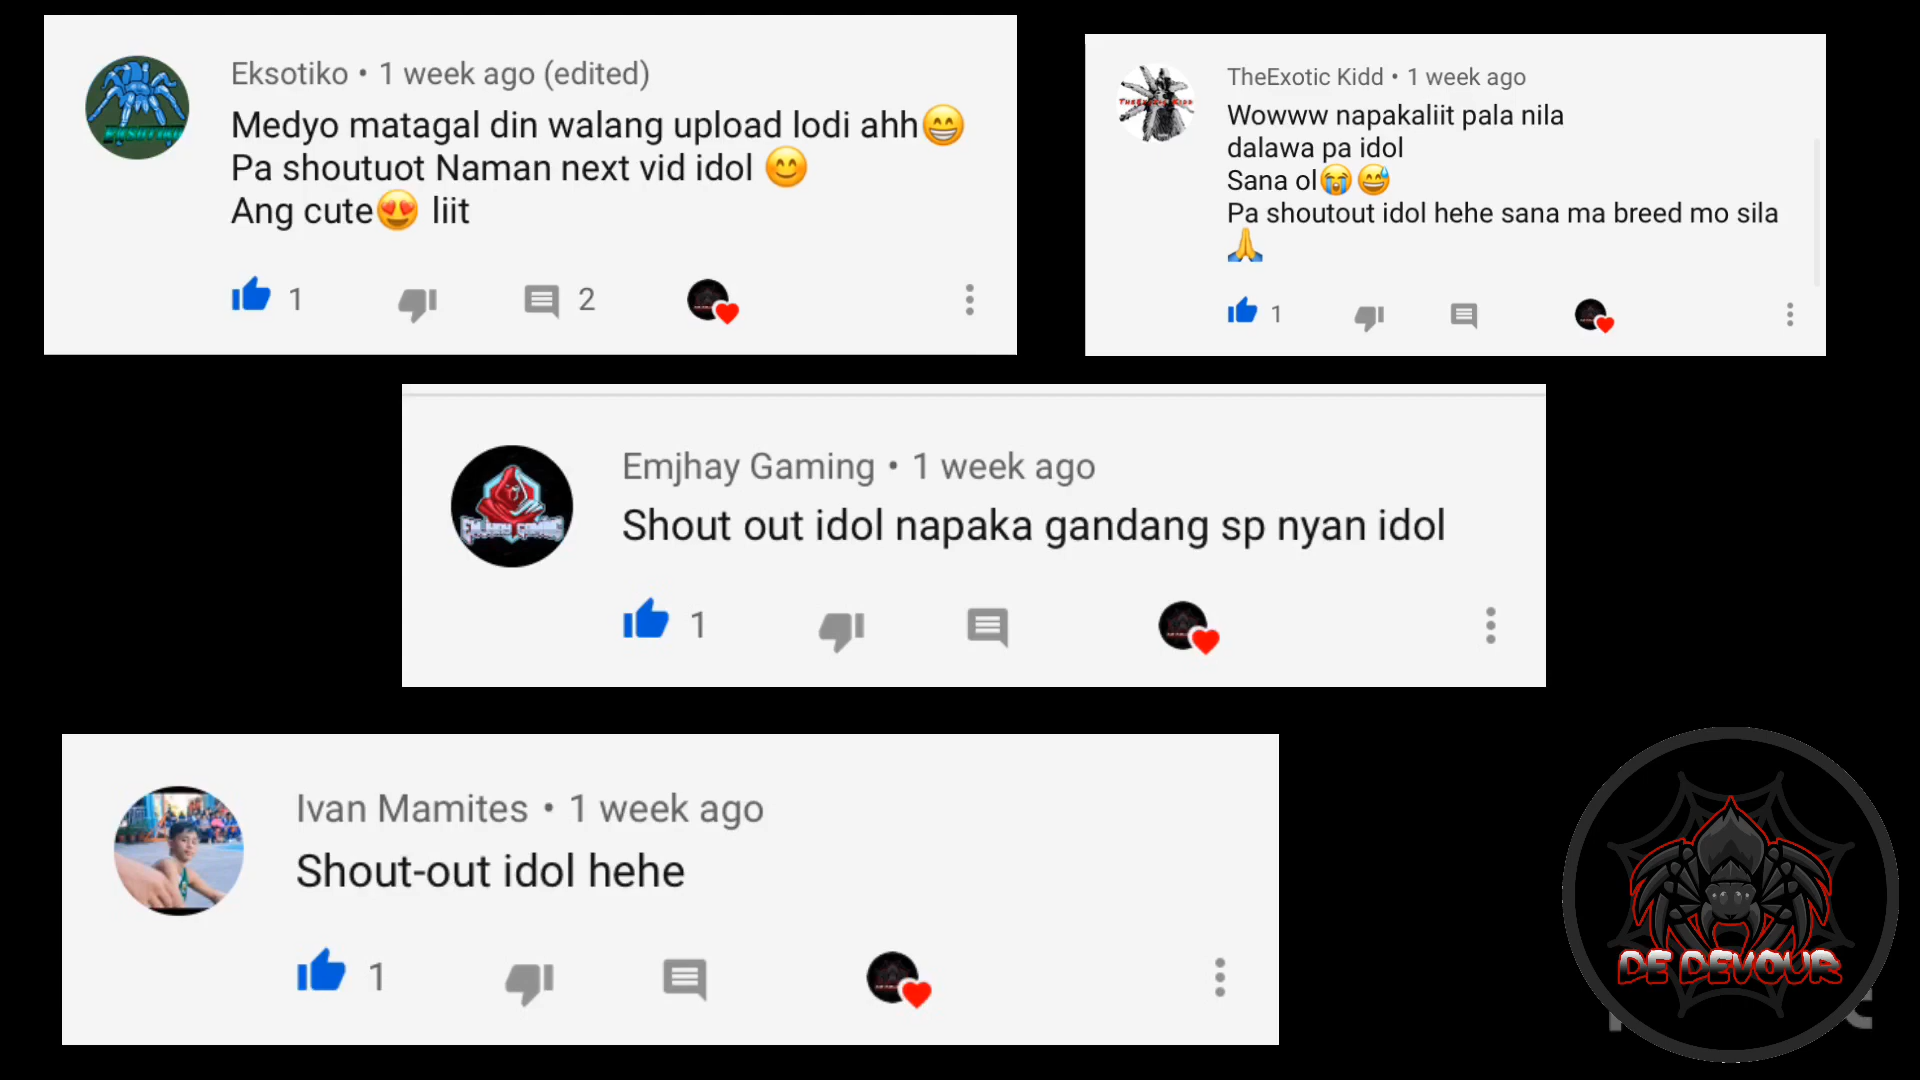 Eksotiko • 1 week ago (edited)
Medyo matagal din walang upload lodi ahh😁
Pa shoutuot Naman next vid idol 😊
Ang cute😍 liit
1
2
TheExotic Kidd • 1 week ago
Wowww napakaliit pala nila
dalawa pa idol
Sana ol😭😅
Pa shoutout idol hehe sana ma breed mo sila
🙏
1
Emjhay Gaming • 1 week ago
Shout out idol napaka gandang sp nyan idol
1
Ivan Mamites • 1 week ago
Shout-out idol hehe
1
DE DEVOUR